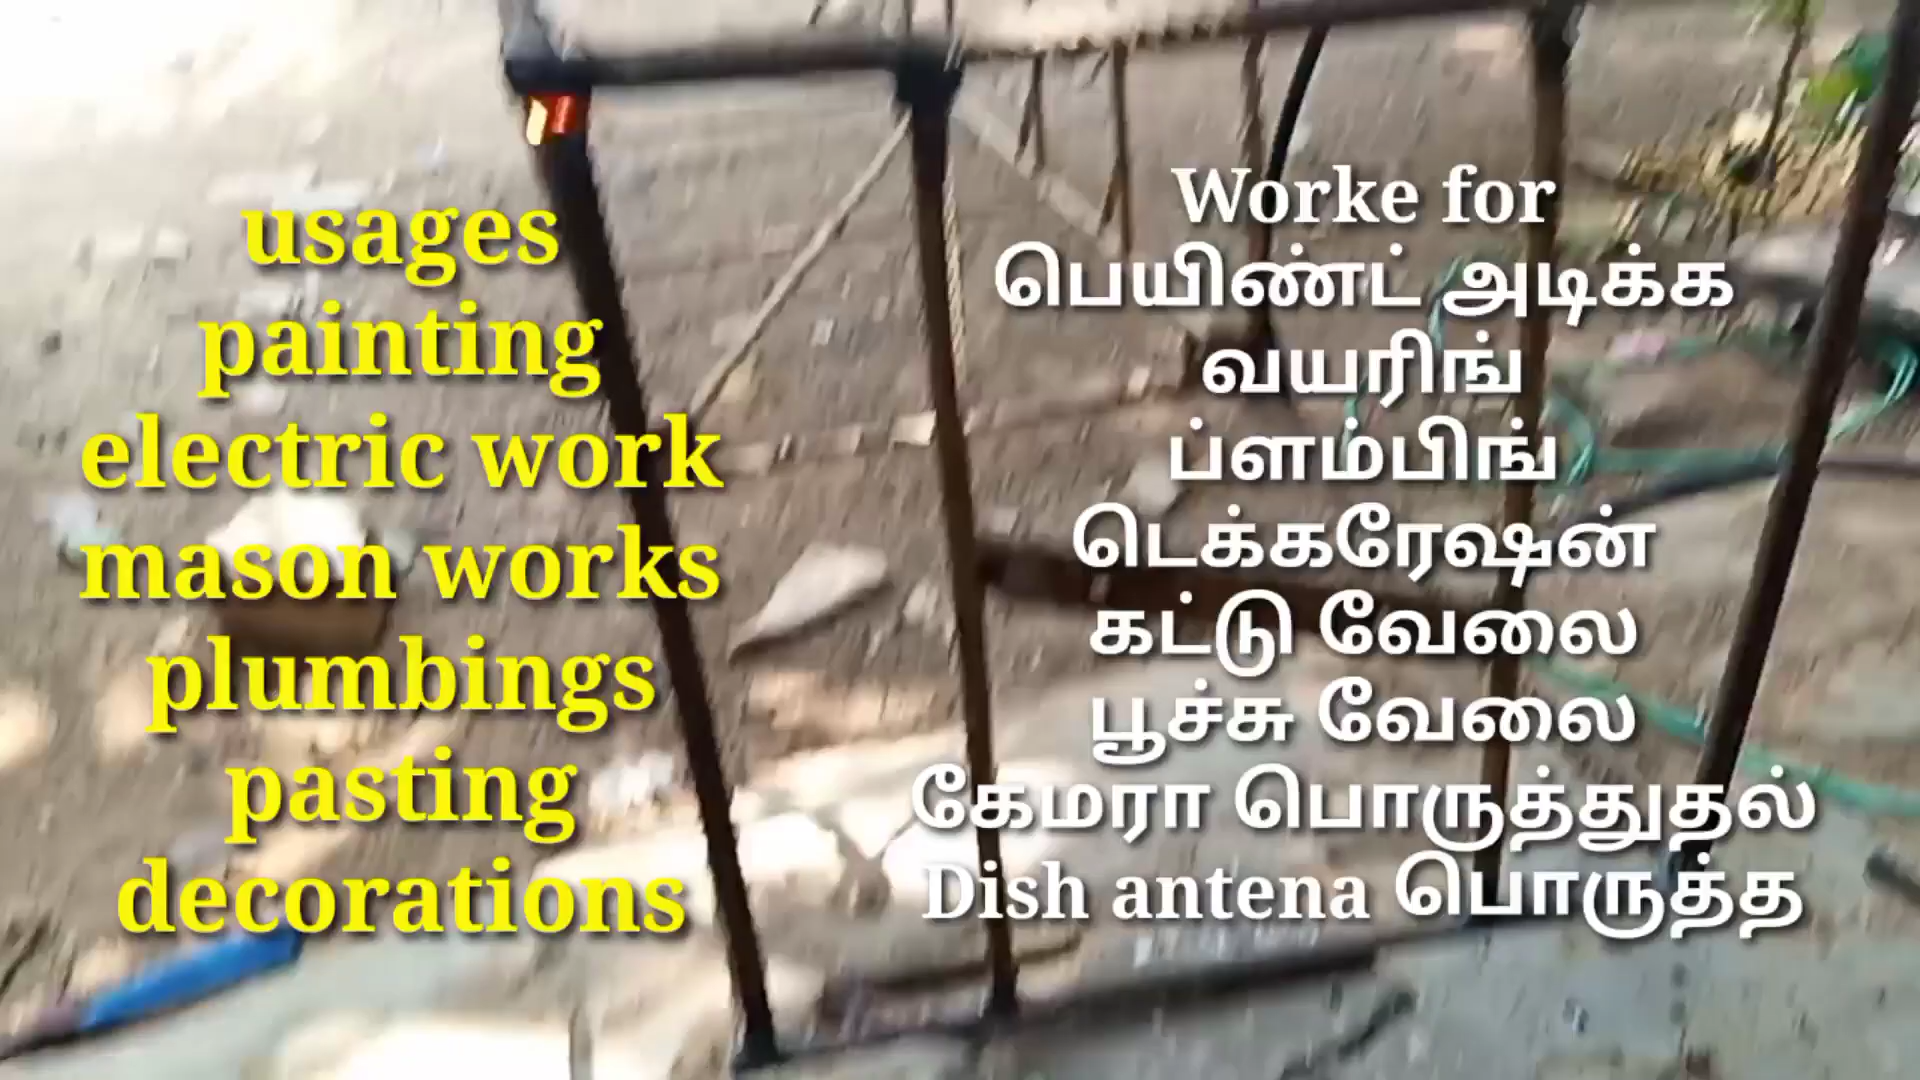 usages
painting
electric work
mason works
plumbings
pasting
decorations
Worke for
பெயிண்ட் அடிக்க
வயரிங்
ப்ளம்பிங்
டெக்கரேஷன்
கட்டு வேலை
பூச்சு வேலை
கேமரா பொருத்துதல்
Dish antena பொருத்த